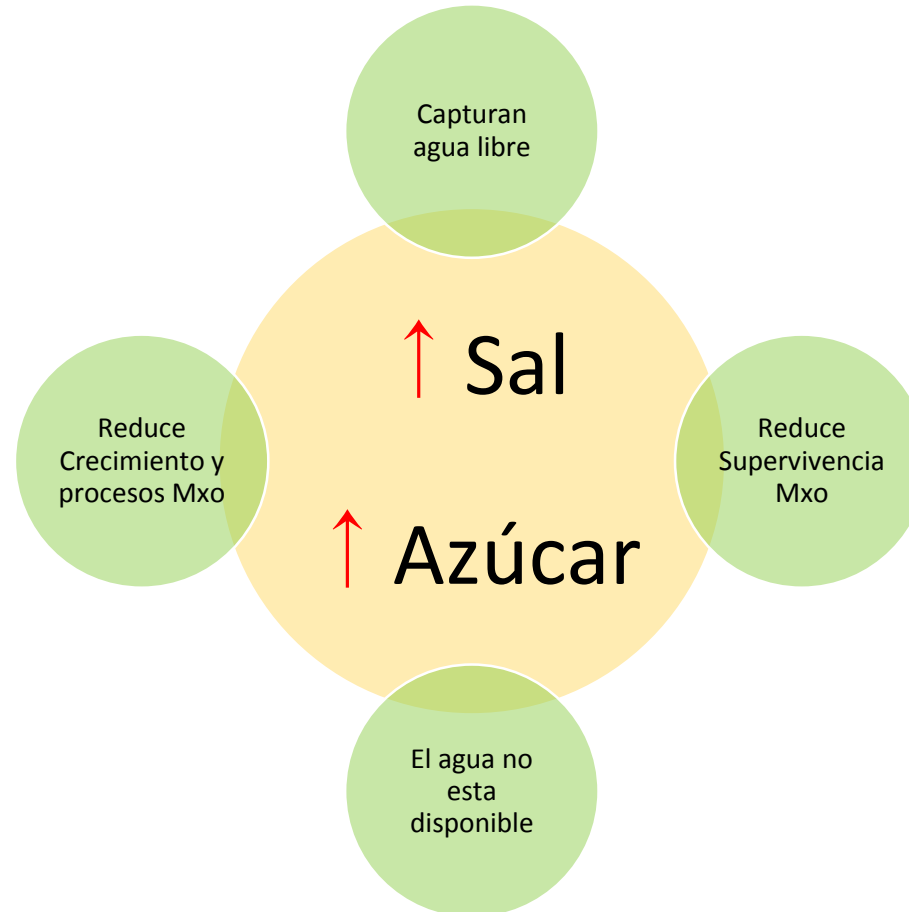 Capturan
agua libre
↑ Sal
↑ Azúcar
Reduce
Crecimiento y
procesos Mxo
Reduce
Supervivencia
Mxo
El agua no
esta
disponible